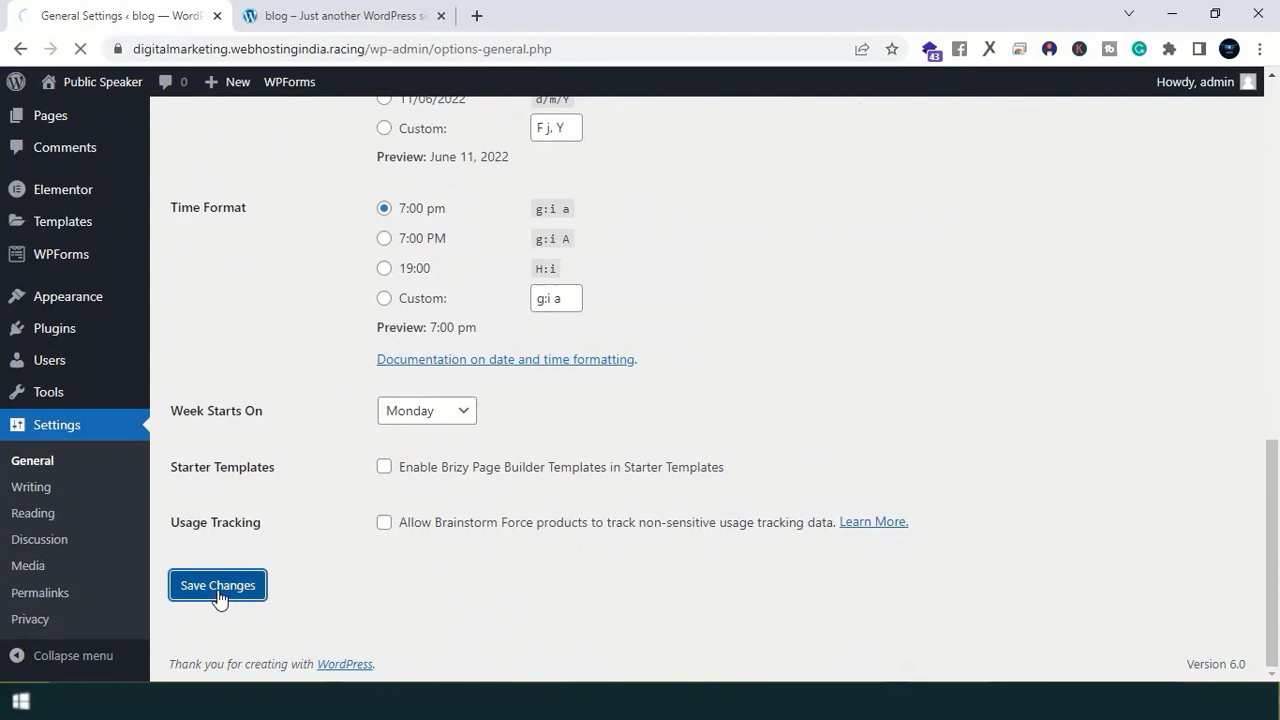 General Settings ‹ blog — WordP
blog – Just another WordPress si
digitalmarketing.webhostingindia.racing/wp-admin/options-general.php
43
Public Speaker
0
New
WPForms
Howdy, admin
Pages
Comments
Elementor
Templates
WPForms
Appearance
Plugins
Users
Tools
Settings
General
Writing
Reading
Discussion
Media
Permalinks
Privacy
Collapse menu
11/06/2022 d/m/Y
Custom: F j, Y
Preview: June 11, 2022
Time Format
7:00 pm g:i a
7:00 PM g:i A
19:00 H:i
Custom: g:i a
Preview: 7:00 pm
Documentation on date and time formatting.
Week Starts On Monday
Starter Templates Enable Brizy Page Builder Templates in Starter Templates
Usage Tracking Allow Brainstorm Force products to track non-sensitive usage tracking data. Learn More.
Save Changes
Thank you for creating with WordPress.
Version 6.0